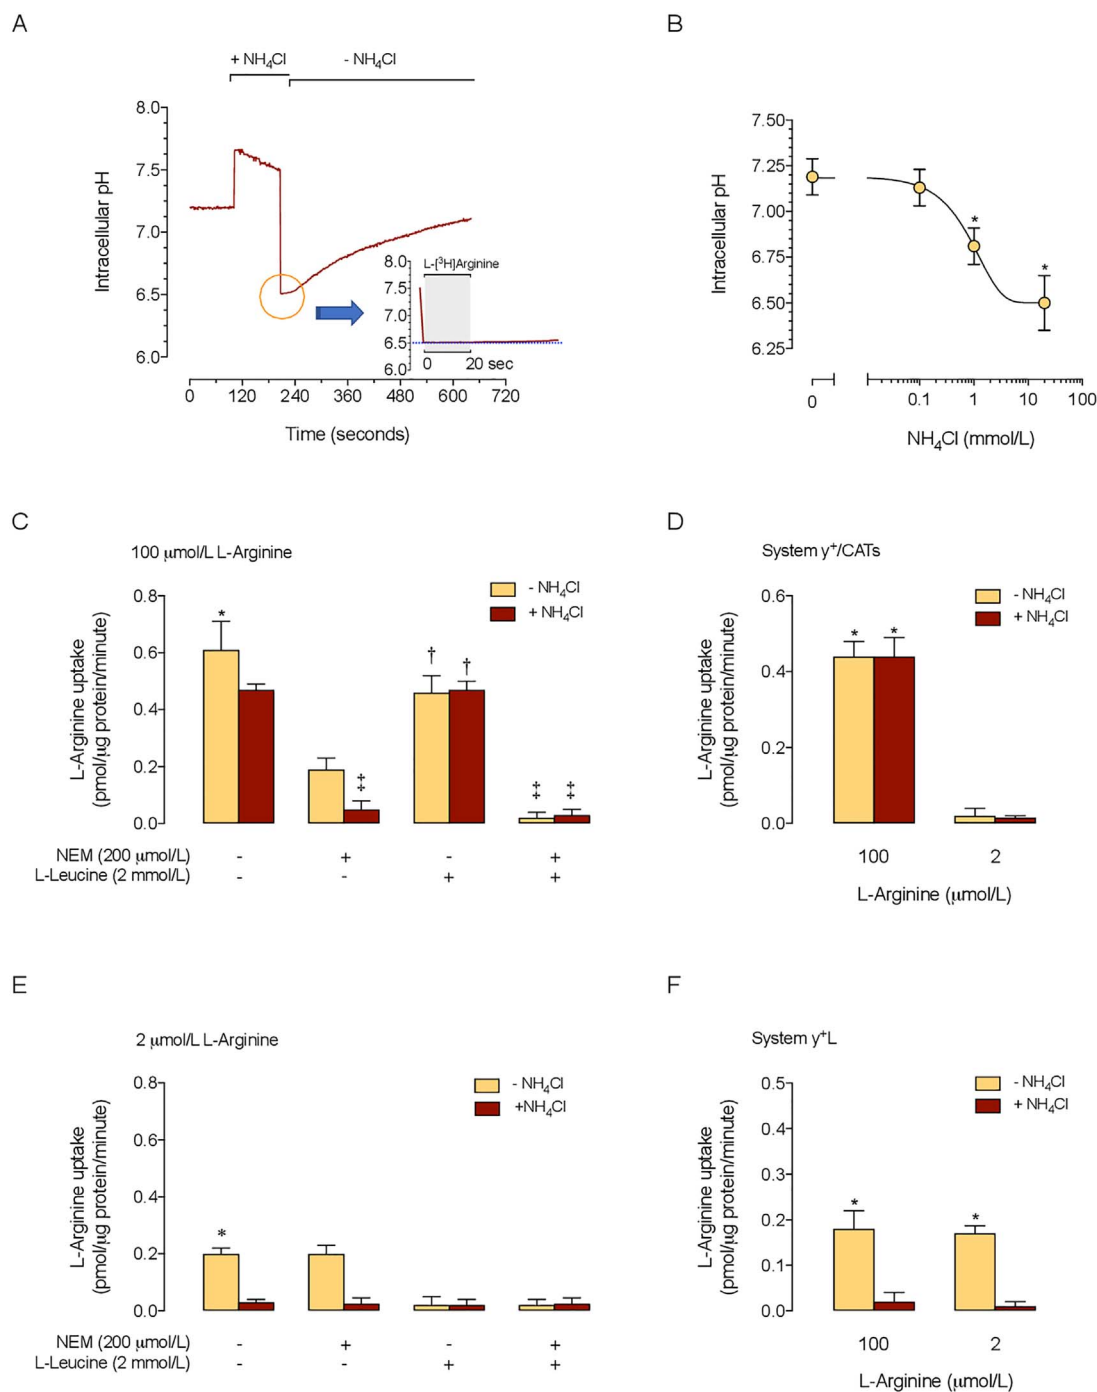 A
+ NH₄Cl
- NH₄Cl
8.0
7.5
7.0
6.5
6.0
Intracellular pH
L-[³H]Arginine
8.0
7.5
7.0
6.5
6.0
0 20 sec
0 120 240 360 480 600 720
Time (seconds)
B
7.50
7.25
7.00
6.75
6.50
6.25
Intracellular pH
*
*
0 0.1 1 10 100
NH₄Cl (mmol/L)
C
100 µmol/L L-Arginine
- NH₄Cl
+ NH₄Cl
0.8
0.6
0.4
0.2
0.0
L-Arginine uptake
(pmol/µg protein/minute)
*
‡
† †
‡ ‡
NEM (200 µmol/L) - + - +
L-Leucine (2 mmol/L) - - + +
D
System y⁺/CATs
- NH₄Cl
+ NH₄Cl
0.6
0.4
0.2
0.0
L-Arginine uptake
(pmol/µg protein/minute)
* *
100 2
L-Arginine (µmol/L)
E
2 µmol/L L-Arginine
- NH₄Cl
+NH₄Cl
0.8
0.6
0.4
0.2
0.0
L-Arginine uptake
(pmol/µg protein/minute)
*
NEM (200 µmol/L) - + - +
L-Leucine (2 mmol/L) - - + +
F
System y⁺L
- NH₄Cl
+ NH₄Cl
0.5
0.4
0.3
0.2
0.1
0.0
L-Arginine uptake
(pmol/µg protein/minute)
* *
100 2
L-Arginine (µmol/L)